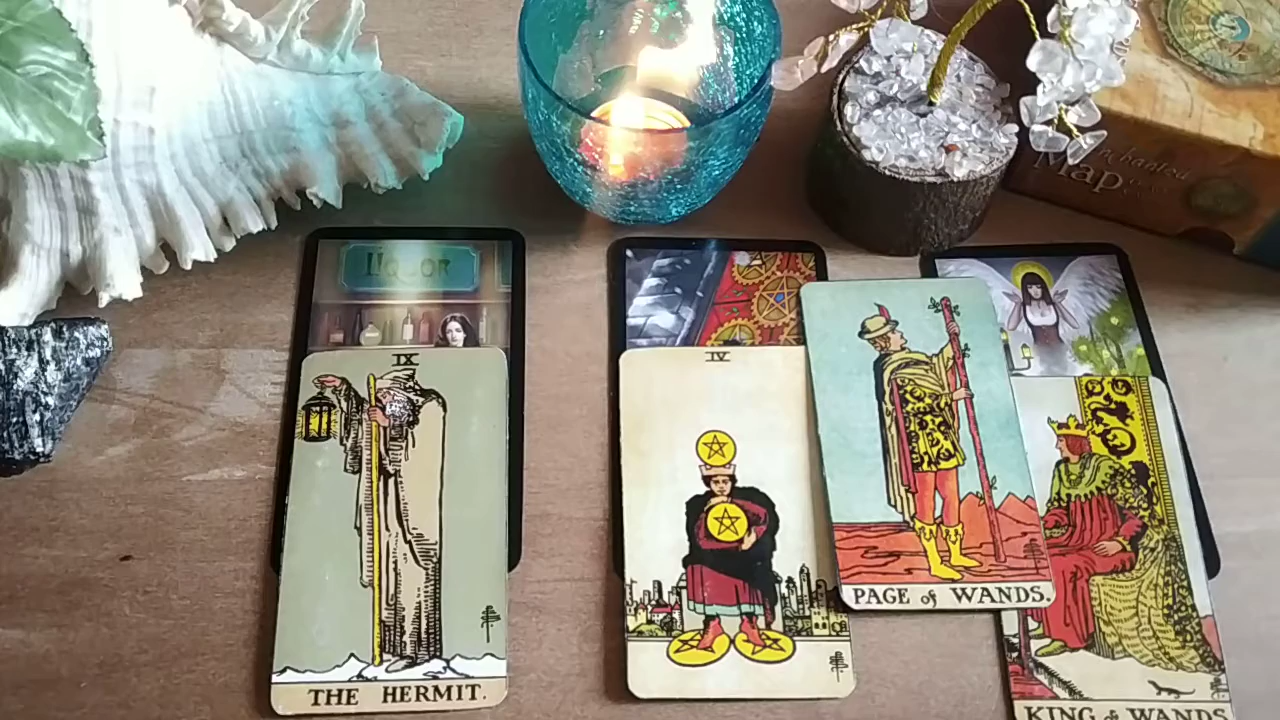 Enchanted
Map
LIQUOR
IX
THE HERMIT.
IV
PAGE of WANDS.
KING of WANDS